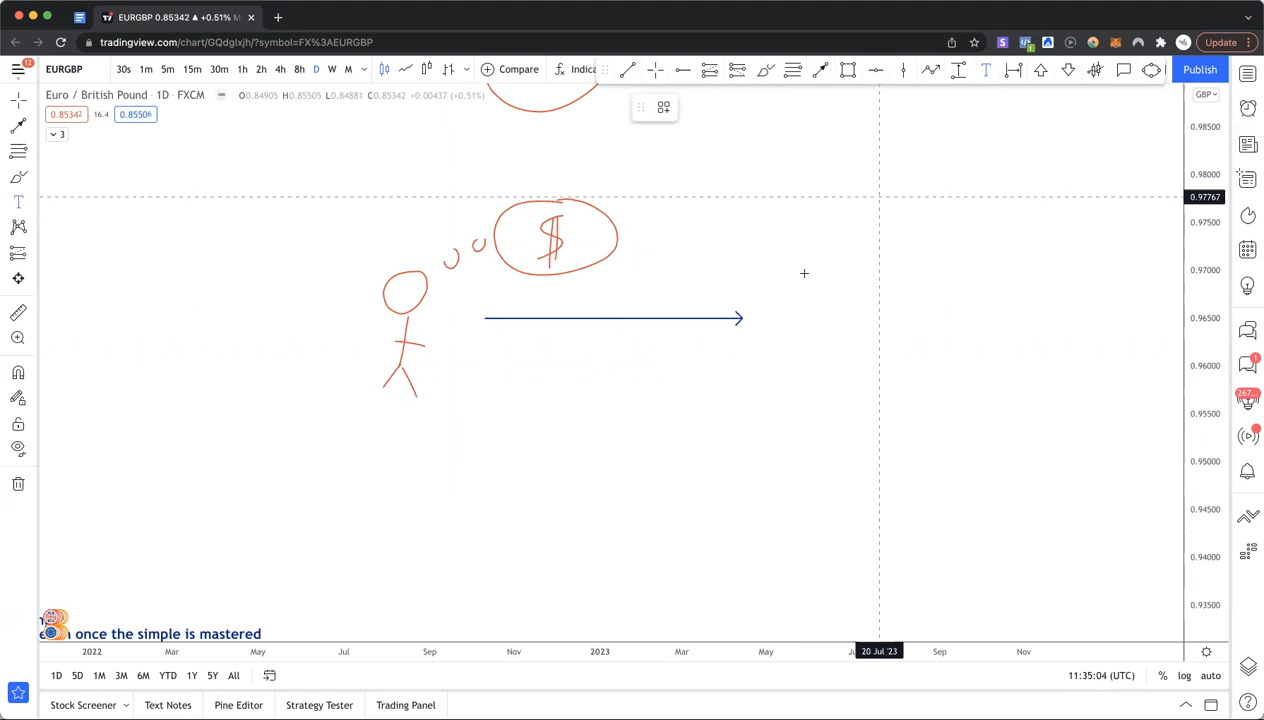 EURGBP 0.85342 ▲ +0.51% M
tradingview.com/chart/GQdgIxjh/?symbol=FX%3AEURGBP
Update
12
EURGBP 30s 1m 5m 15m 30m 1h 2h 4h 8h D W M Compare Indica Publish
Euro / British Pound · 1D · FXCM O0.84905 H0.85505 L0.84881 C0.85342 +0.00437 (+0.51%)
GBP
0.85342 16.4 0.85506
3
0.98500
0.98000
0.97767
0.97500
0.97000
0.96500
0.96000
0.95500
0.95000
0.94500
0.94000
0.93500
$
1
267
once the simple is mastered
2022 Mar May Jul Sep Nov 2023 Mar May 20 Jul '23 Sep Nov
1D 5D 1M 3M 6M YTD 1Y 5Y All 11:35:04 (UTC) % log auto
Stock Screener Text Notes Pine Editor Strategy Tester Trading Panel